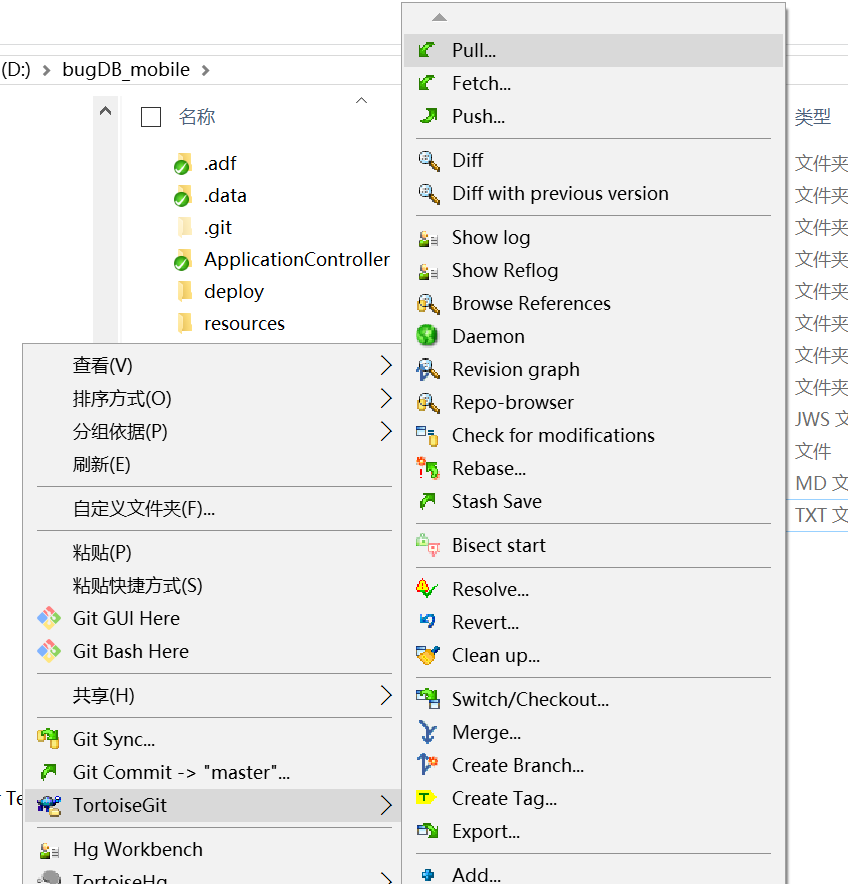 (D:) > bugDB_mobile >
名称
类型
.adf
文件夹
.data
文件夹
.git
文件夹
ApplicationController
文件夹
deploy
文件夹
resources
文件夹
文件夹
文件夹
JWS 文
文件
MD 文
TXT 文
查看(V)
排序方式(O)
分组依据(P)
刷新(E)
自定义文件夹(F)...
粘贴(P)
粘贴快捷方式(S)
Git GUI Here
Git Bash Here
共享(H)
Git Sync...
Git Commit -> "master"...
TortoiseGit
Hg Workbench
TortoiseHg
Pull...
Fetch...
Push...
Diff
Diff with previous version
Show log
Show Reflog
Browse References
Daemon
Revision graph
Repo-browser
Check for modifications
Rebase...
Stash Save
Bisect start
Resolve...
Revert...
Clean up...
Switch/Checkout...
Merge...
Create Branch...
Create Tag...
Export...
Add...